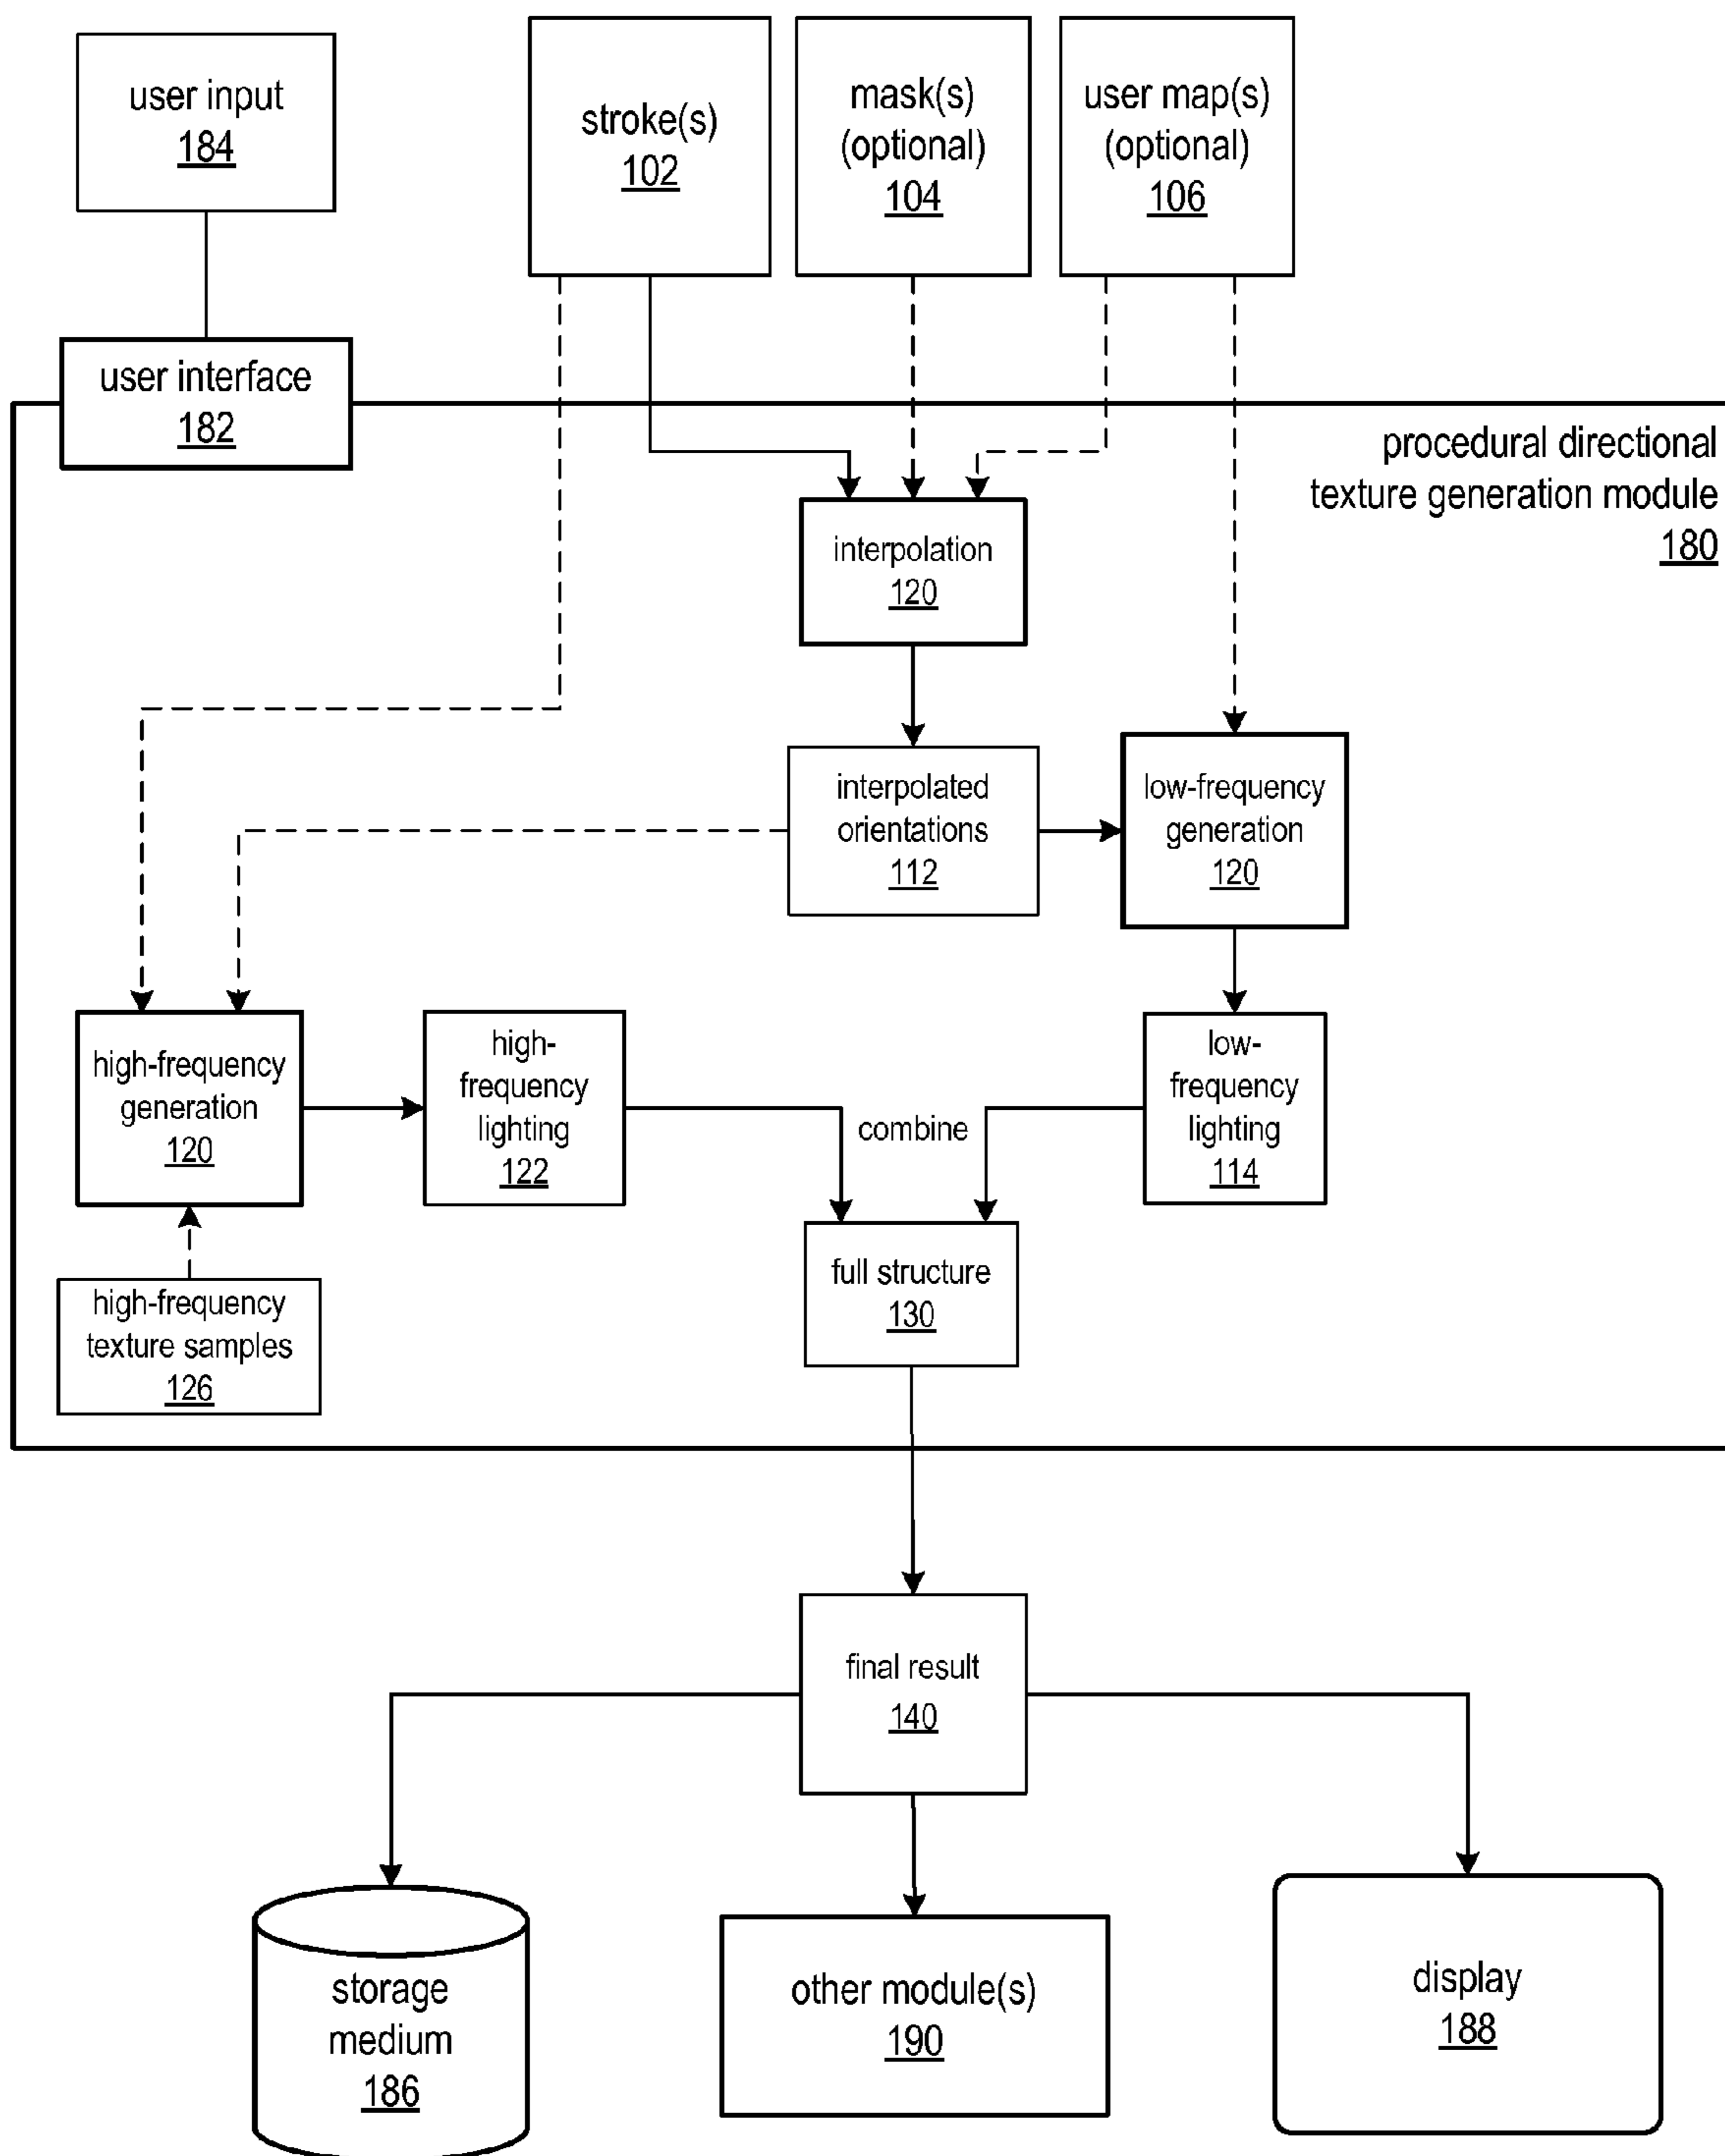 user input
184
stroke(s)
102
mask(s)
(optional)
104
user map(s)
(optional)
106
user interface
182
procedural directional
texture generation module
180
interpolation
120
interpolated
orientations
112
low-frequency
generation
120
high-frequency
generation
120
high-
frequency
lighting
122
combine
low-
frequency
lighting
114
high-frequency
texture samples
126
full structure
130
final result
140
storage
medium
186
other module(s)
190
display
188